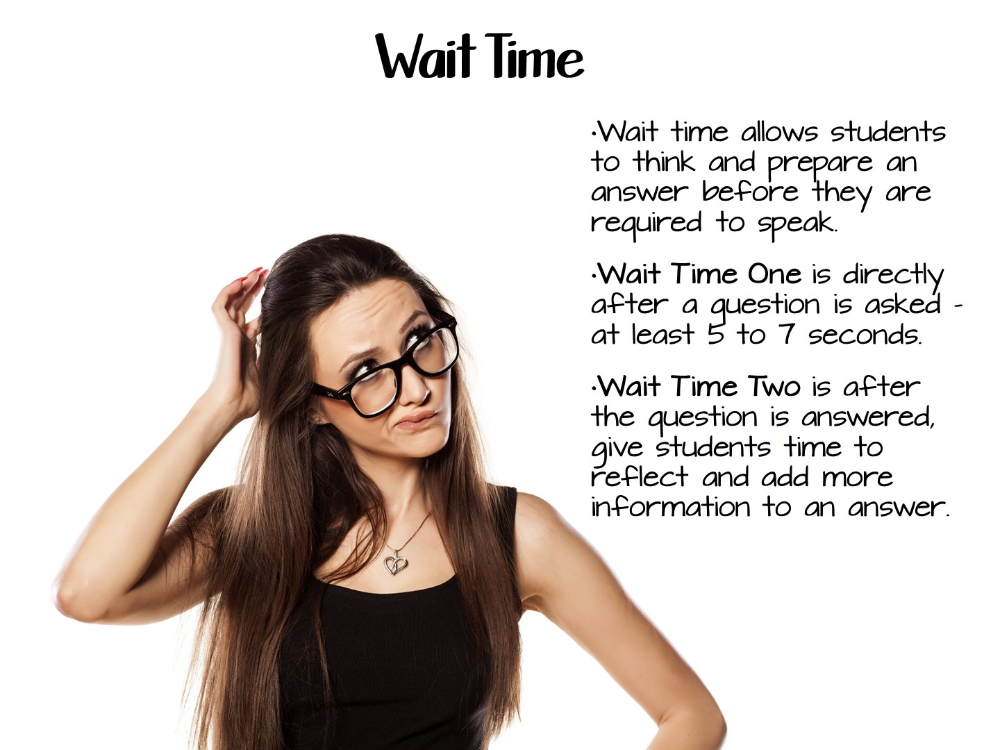 Wait Time
•Wait time allows students
to think and prepare an
answer before they are
required to speak.
•Wait Time One is directly
after a question is asked -
at least 5 to 7 seconds.
•Wait Time Two is after
the question is answered,
give students time to
reflect and add more
information to an answer.